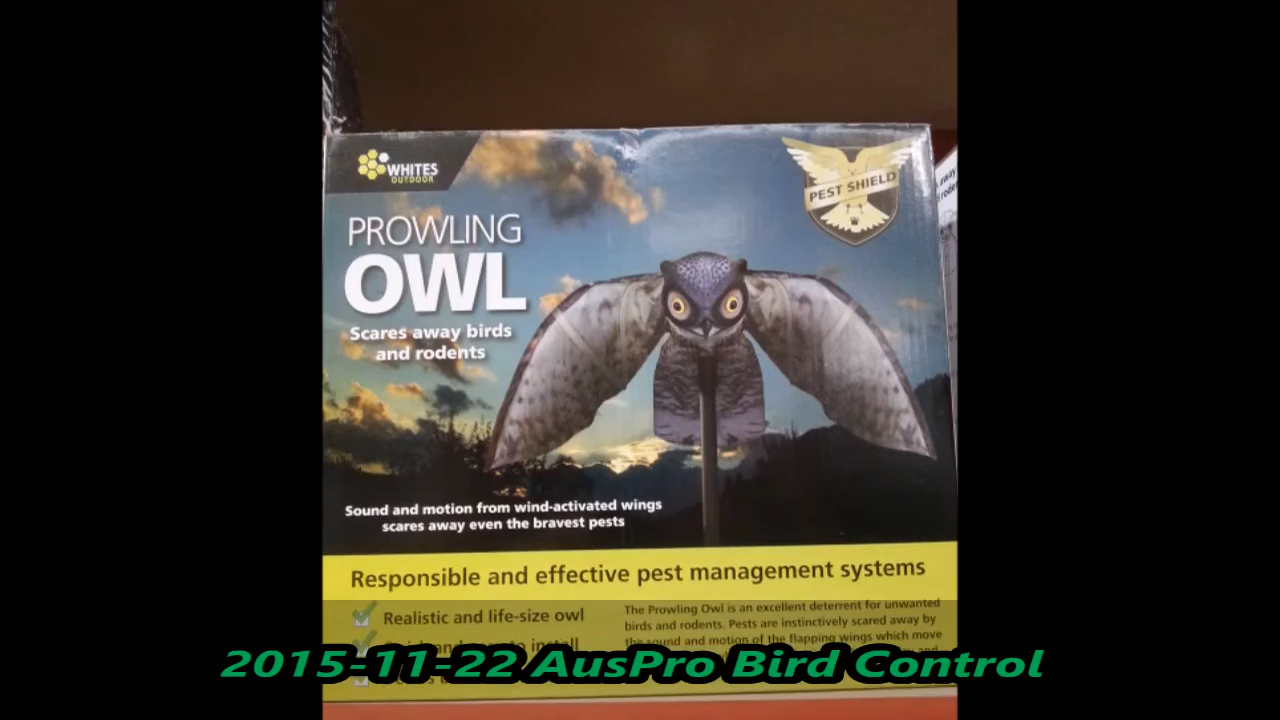 WHITES
OUTDOOR
PEST SHIELD
PROWLING
OWL
Scares away birds
and rodents
away
Sound and motion from wind-activated wings
scares away even the bravest pests
Responsible and effective pest management systems
Realistic and life-size owl
install
The Prowling Owl is an excellent deterrent for unwanted
birds and rodents. Pests are instinctively scared away by
the sound and motion of the flapping wings which move
and
2015-11-22 AusPro Bird Control